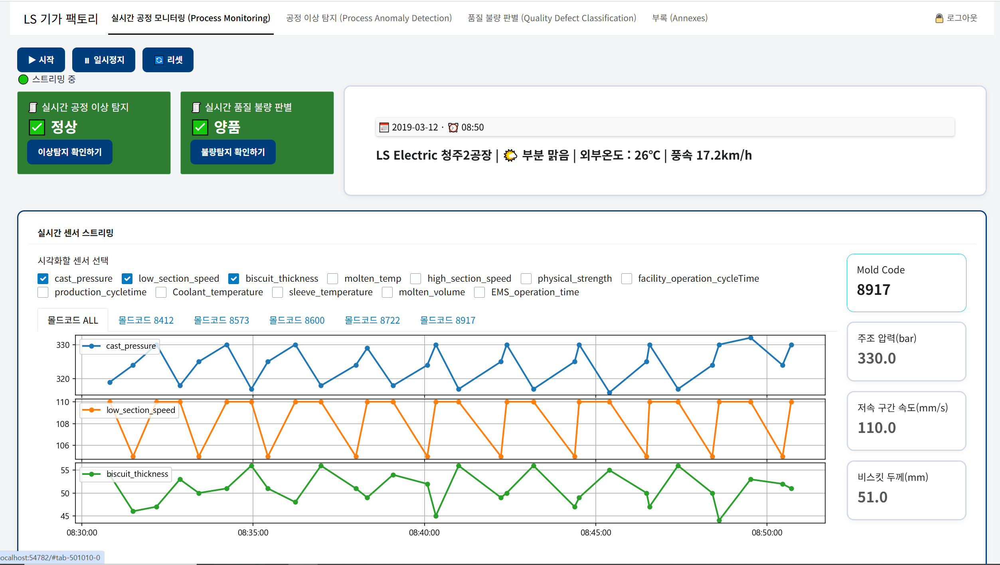 LS 기가 팩토리
실시간 공정 모니터링 (Process Monitoring)
공정 이상 탐지 (Process Anomaly Detection)
품질 불량 판별 (Quality Defect Classification)
부록 (Annexes)
🔒 로그아웃
▶ 시작
⏸ 일시정지
🔄 리셋
스트리밍 중
실시간 공정 이상 탐지
✅ 정상
이상탐지 확인하기
실시간 품질 불량 판별
✅ 양품
불량탐지 확인하기
📅 2019-03-12 · ⏰ 08:50
LS Electric 청주2공장 | 🌤 부분 맑음 | 외부온도 : 26℃ | 풍속 17.2km/h
실시간 센서 스트리밍
시각화할 센서 선택
cast_pressure low_section_speed biscuit_thickness molten_temp high_section_speed physical_strength facility_operation_cycleTime
production_cycletime Coolant_temperature sleeve_temperature molten_volume EMS_operation_time
몰드코드 ALL 몰드코드 8412 몰드코드 8573 몰드코드 8600 몰드코드 8722 몰드코드 8917
cast_pressure
330
320
low_section_speed
110
108
106
biscuit_thickness
55
50
45
08:30:00 08:35:00 08:40:00 08:45:00 08:50:00
Mold Code
8917
주조 압력(bar)
330.0
저속 구간 속도(mm/s)
110.0
비스킷 두께(mm)
51.0
ocalhost:54782/#tab-501010-0